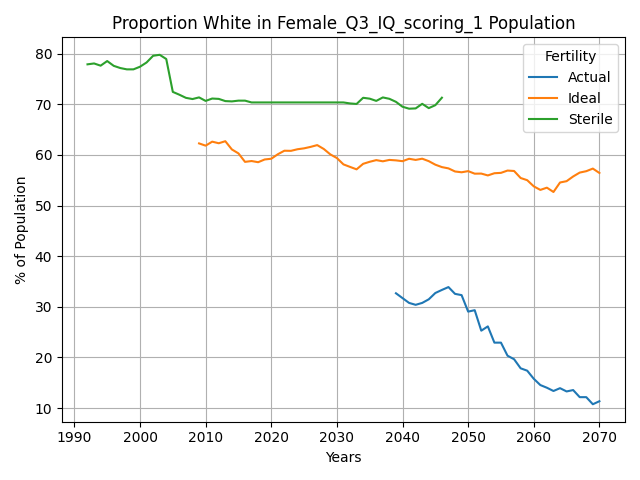 Proportion White in Female_Q3_IQ_scoring_1 Population
Fertility
Actual
Ideal
Sterile
% of Population
80
70
60
50
40
30
20
10
1990 2000 2010 2020 2030 2040 2050 2060 2070
Years